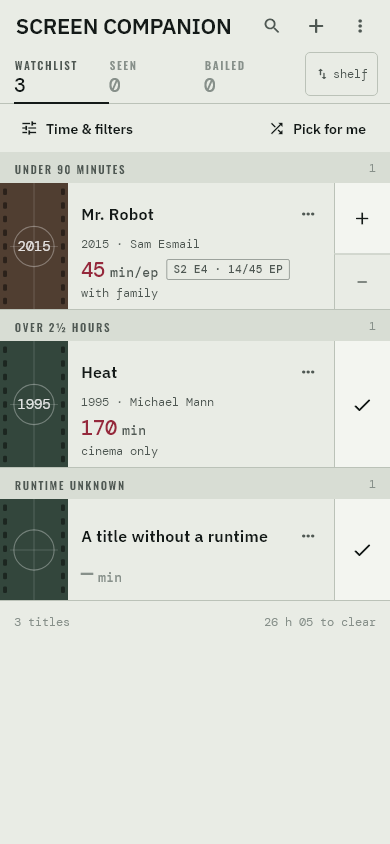 SCREEN COMPANION
WATCHLIST
3
SEEN
0
BAILED
0
shelf
Time & filters
Pick for me
UNDER 90 MINUTES
1
2015
Mr. Robot
2015 · Sam Esmail
45 min/ep
S2 E4 · 14/45 EP
with family
OVER 2½ HOURS
1
1995
Heat
1995 · Michael Mann
170 min
cinema only
RUNTIME UNKNOWN
1
A title without a runtime
— min
3 titles
26 h 05 to clear